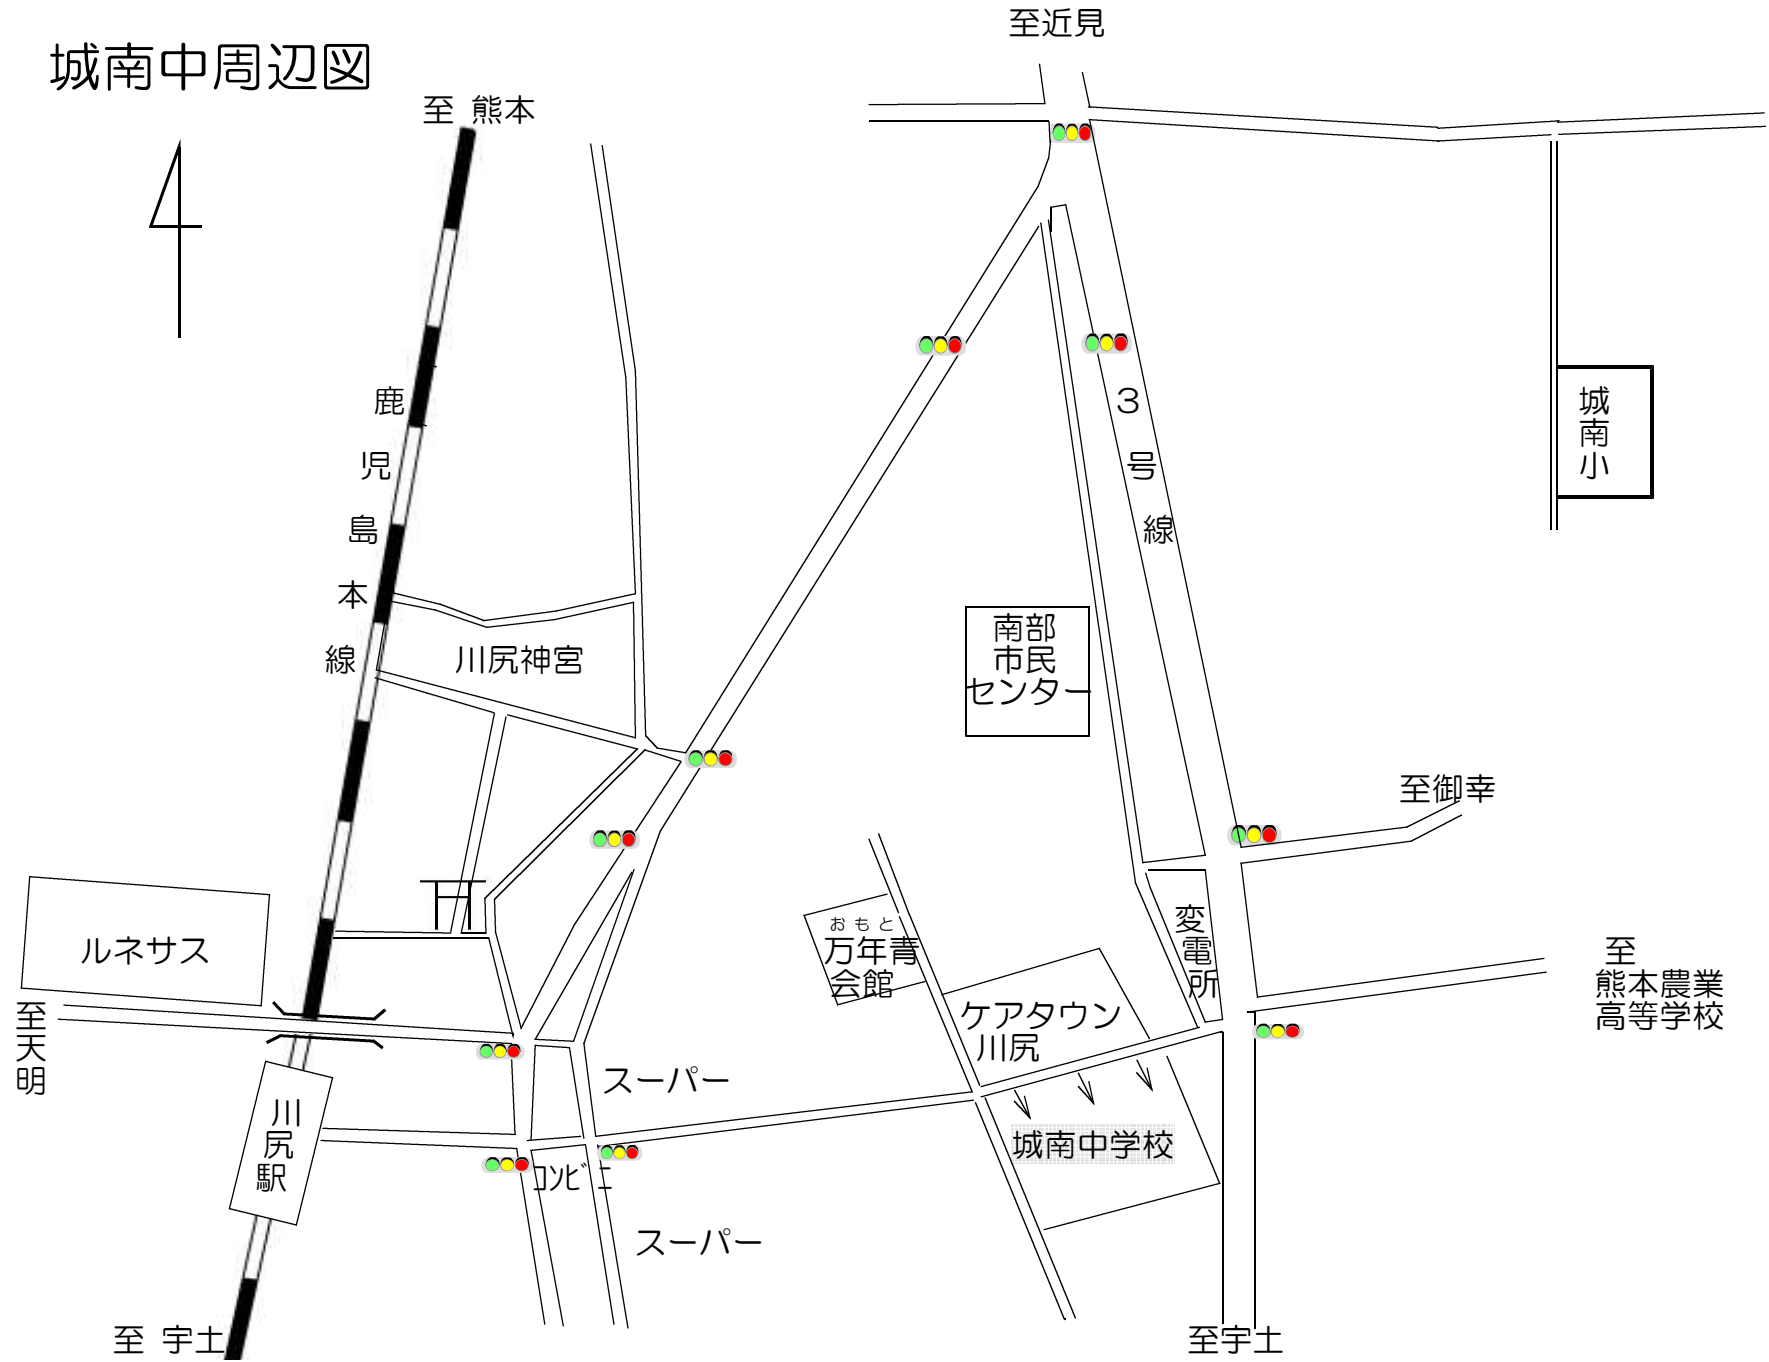 至近見
城南中周辺図
至 熊本
鹿児島本線
3号線
城南小
川尻神宮
南部
市民
センター
至御幸
ルネサス
おもと
万年青
会館
変電所
至
熊本農業
高等学校
至天明
ケアタウン
川尻
スーパー
川尻駅
城南中学校
コンビニ
スーパー
至 宇土
至宇土